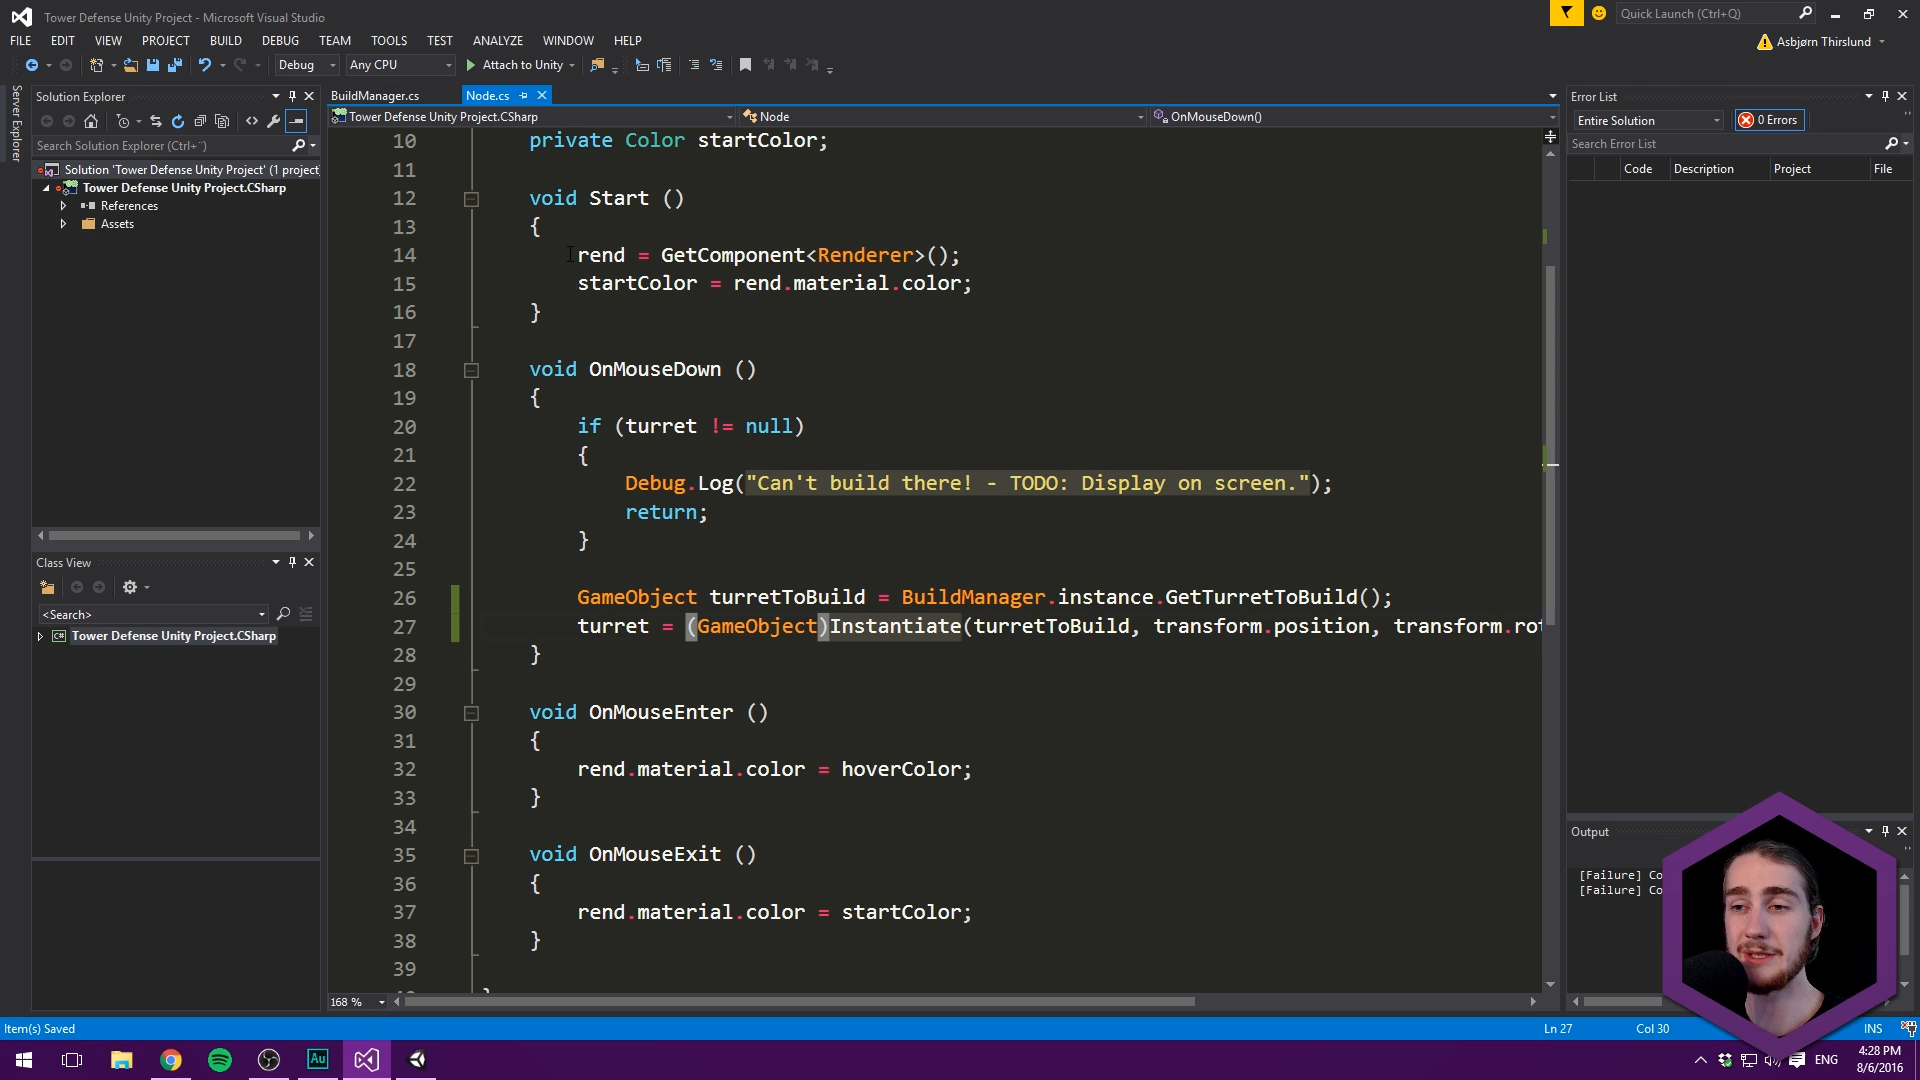 Tower Defense Unity Project - Microsoft Visual Studio
Quick Launch (Ctrl+Q)
FILE EDIT VIEW PROJECT BUILD DEBUG TEAM TOOLS TEST ANALYZE WINDOW HELP
Asbjørn Thirslund
Debug Any CPU Attach to Unity
Server Explorer
Solution Explorer
Search Solution Explorer (Ctrl+¨)
Solution 'Tower Defense Unity Project' (1 project)
Tower Defense Unity Project.CSharp
References
Assets
Class View
<Search>
Tower Defense Unity Project.CSharp
BuildManager.cs Node.cs
Tower Defense Unity Project.CSharp Node OnMouseDown()
10 private Color startColor;
11
12 void Start ()
13 {
14 rend = GetComponent<Renderer>();
15 startColor = rend.material.color;
16 }
17
18 void OnMouseDown ()
19 {
20 if (turret != null)
21 {
22 Debug.Log("Can't build there! - TODO: Display on screen.");
23 return;
24 }
25
26 GameObject turretToBuild = BuildManager.instance.GetTurretToBuild();
27 turret = (GameObject)Instantiate(turretToBuild, transform.position, transform.rot
28 }
29
30 void OnMouseEnter ()
31 {
32 rend.material.color = hoverColor;
33 }
34
35 void OnMouseExit ()
36 {
37 rend.material.color = startColor;
38 }
39
168 %
Error List
Entire Solution 0 Errors
Search Error List
Code Description Project File
Output
[Failure] Co
[Failure] Co
Item(s) Saved Ln 27 Col 30 INS
Au
ENG
4:28 PM
8/6/2016